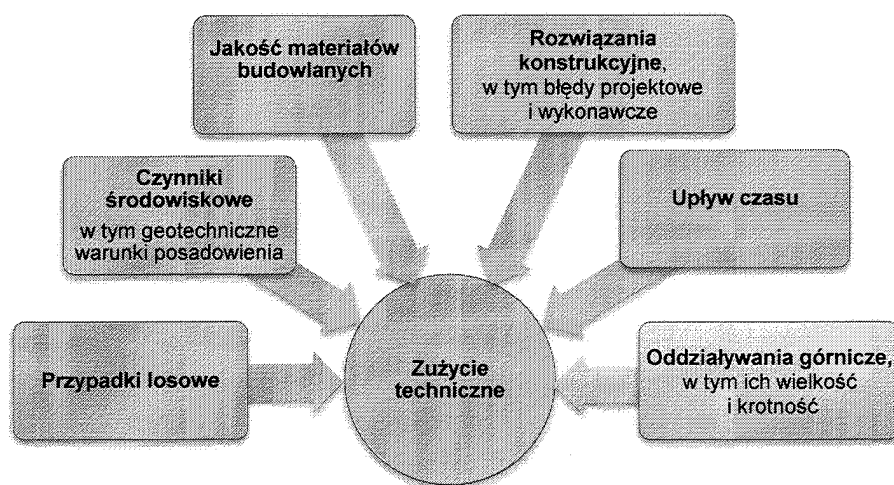 Jakość materiałów
budowlanych
Rozwiązania
konstrukcyjne,
w tym błędy projektowe
i wykonawcze
Czynniki
środowiskowe
w tym geotechniczne
warunki posadowienia
Upływ czasu
Przypadki losowe
Zużycie
techniczne
Oddziaływania górnicze,
w tym ich wielkość
i krotność